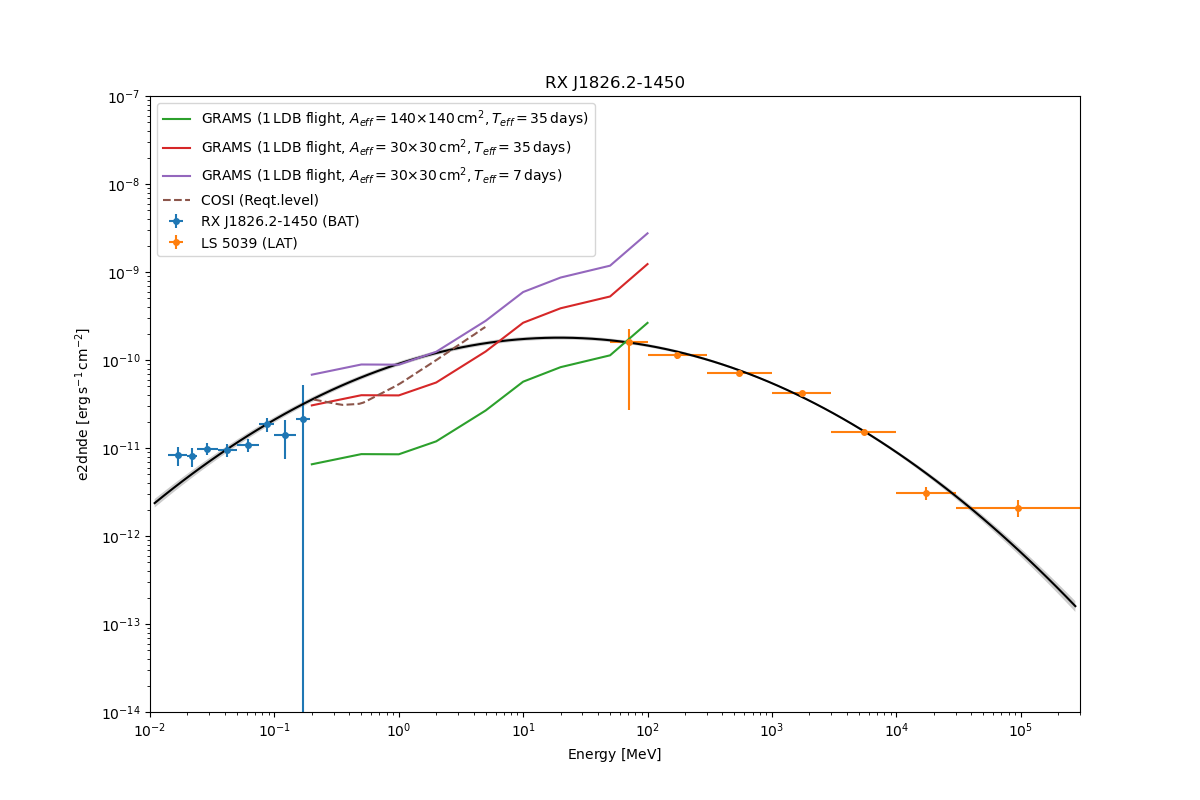 RX J1826.2-1450
GRAMS (1 LDB flight, A_eff = 140×140 cm², T_eff = 35 days)
GRAMS (1 LDB flight, A_eff = 30×30 cm², T_eff = 35 days)
GRAMS (1 LDB flight, A_eff = 30×30 cm², T_eff = 7 days)
COSI (Reqt.level)
RX J1826.2-1450 (BAT)
LS 5039 (LAT)
e2dnde [erg s⁻¹ cm⁻²]
10⁻⁷
10⁻⁸
10⁻⁹
10⁻¹⁰
10⁻¹¹
10⁻¹²
10⁻¹³
10⁻¹⁴
10⁻² 10⁻¹ 10⁰ 10¹ 10² 10³ 10⁴ 10⁵
Energy [MeV]